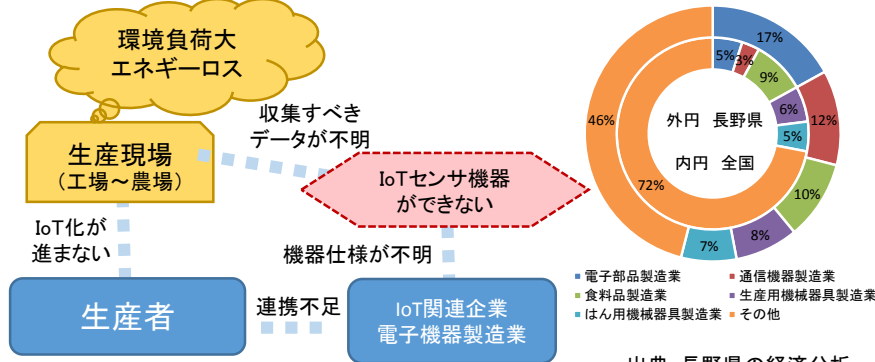 環境負荷大
エネギーロス
収集すべき
データが不明
生産現場
（工場～農場）
IoTセンサ機器
ができない
IoT化が
進まない
機器仕様が不明
生産者
連携不足
IoT関連企業
電子機器製造業
17%
5%
3%
9%
12%
6%
5%
46%
外円 長野県
内円 全国
72%
10%
8%
7%
電子部品製造業
通信機器製造業
食料品製造業
生産用機械器具製造業
はん用機械器具製造業
その他